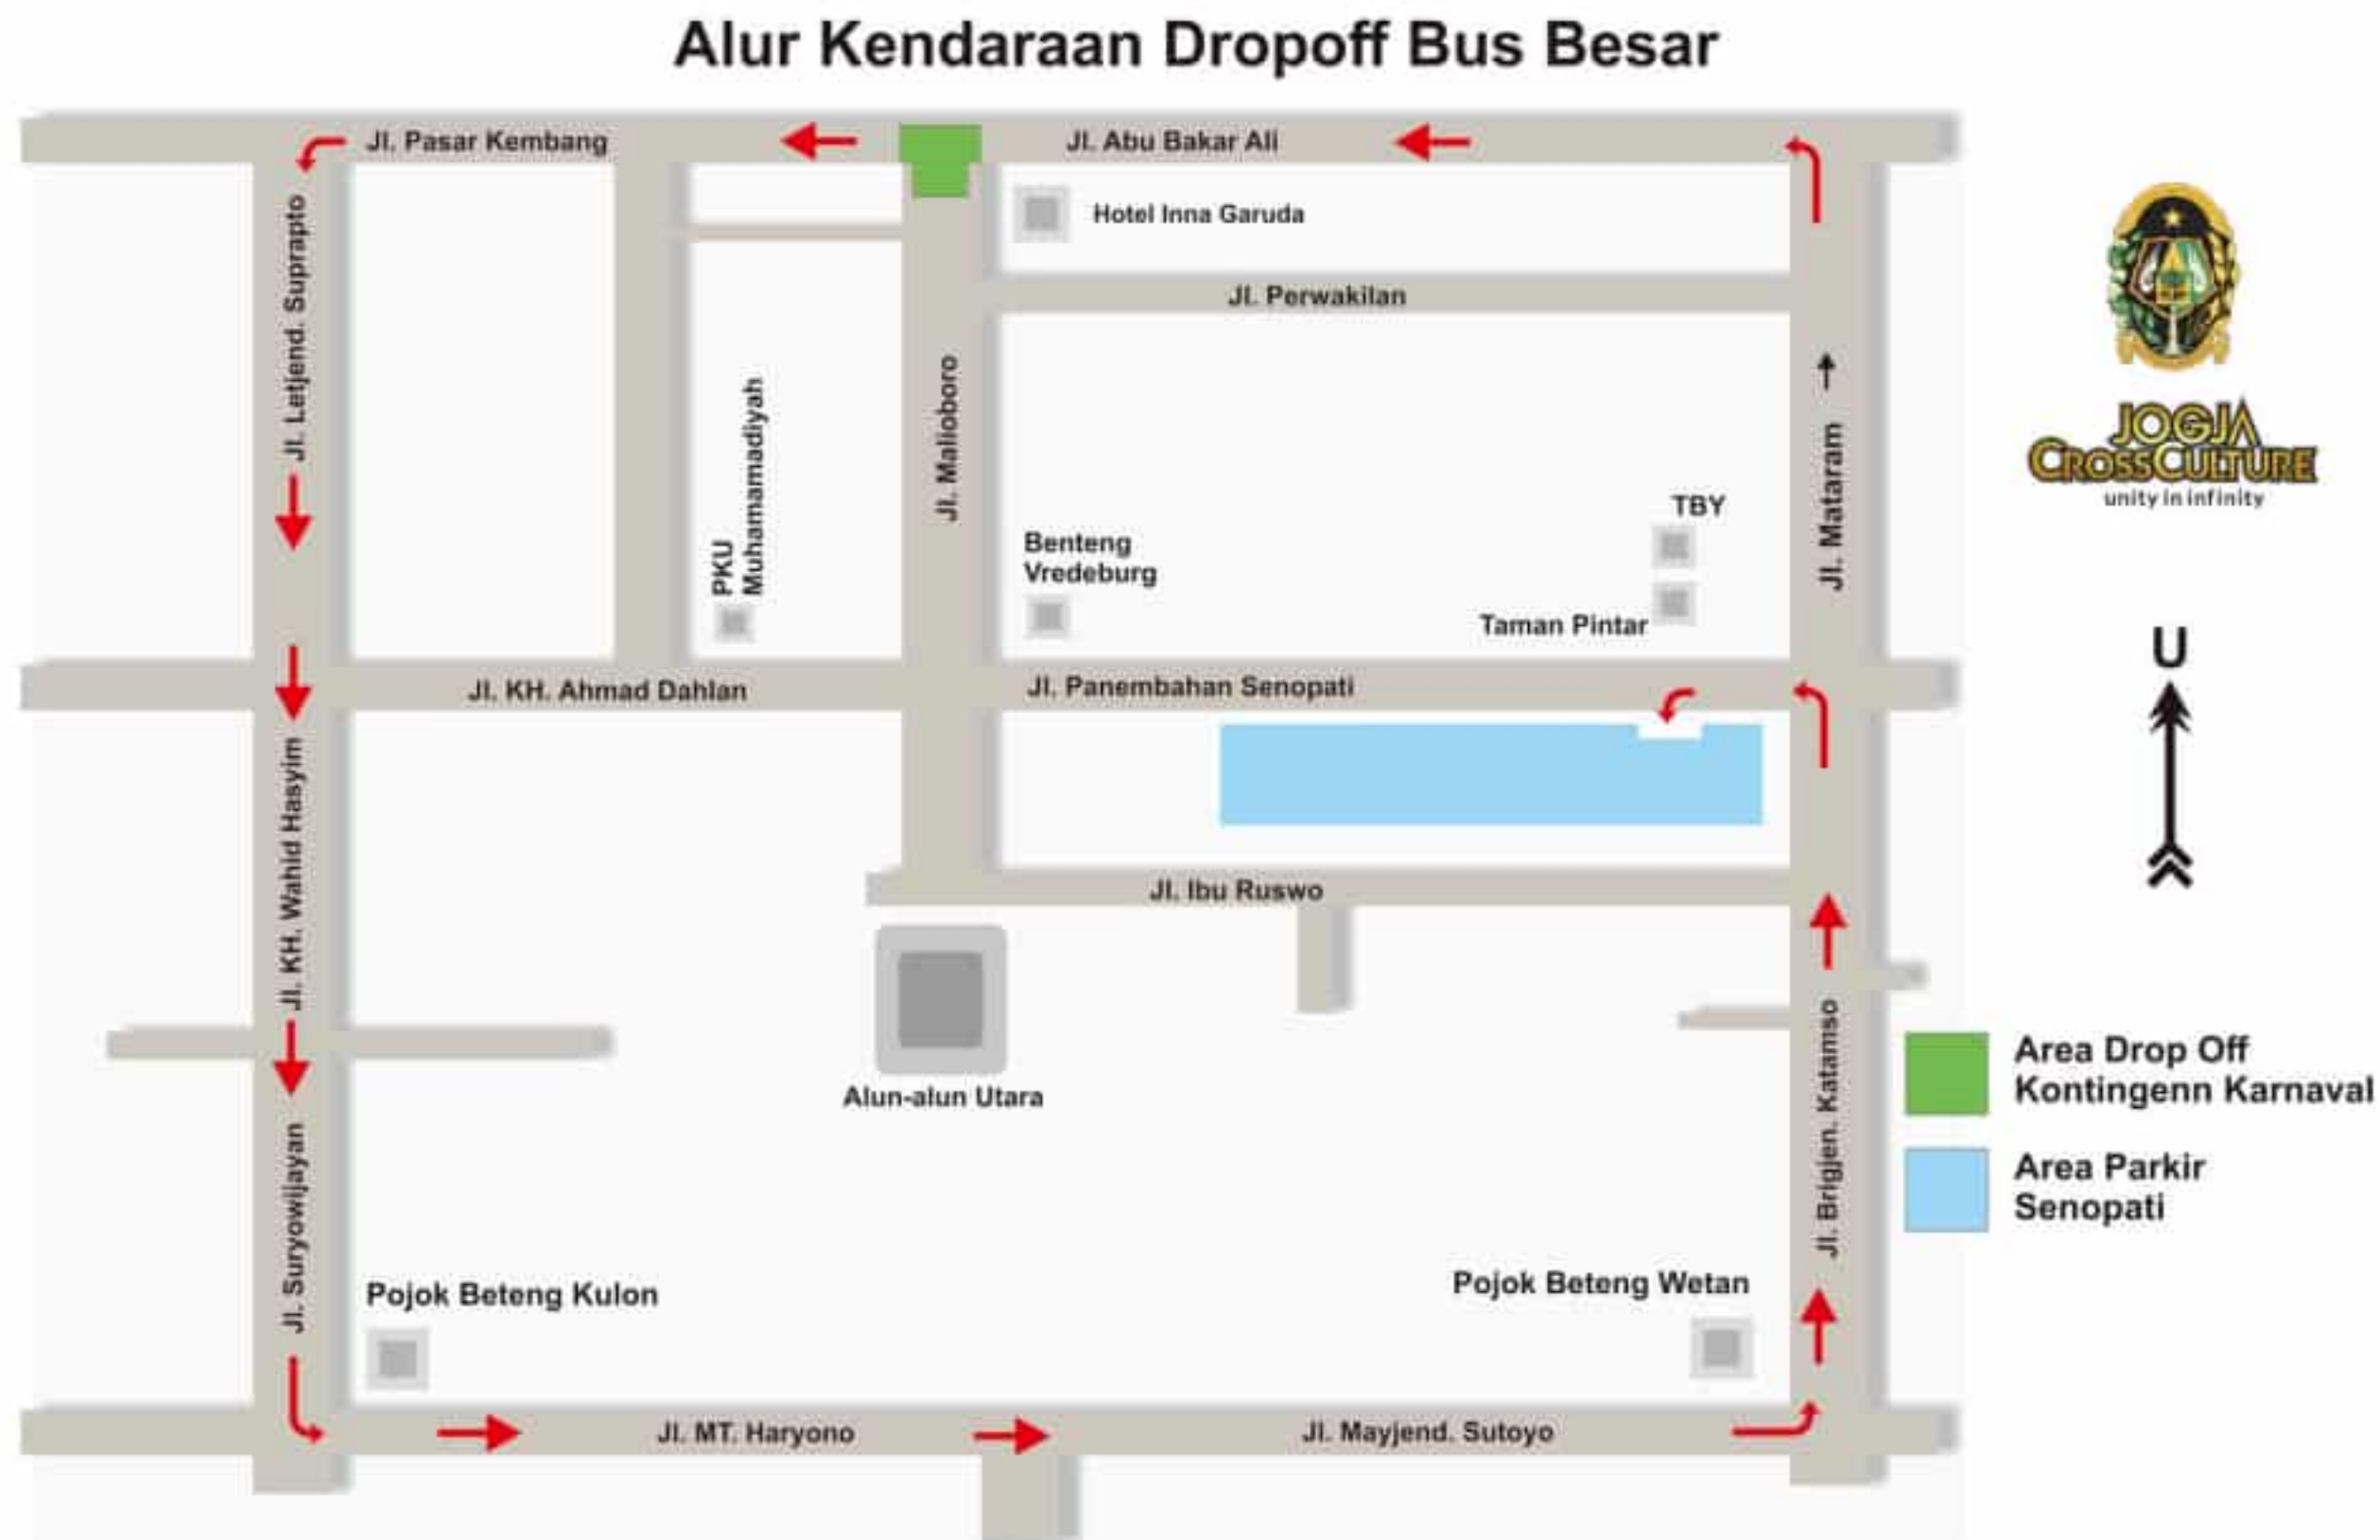 Alur Kendaraan Dropoff Bus Besar
Jl. Pasar Kembang
Jl. Abu Bakar Ali
Hotel Inna Garuda
Jl. Letjend. Suprapto
Jl. Perwakilan
PKU
Muhamamadiyah
Jl. Malioboro
Benteng
Vredeburg
TBY
Taman Pintar
Jl. Mataram
JOGJA
CROSSCULTURE
unity in infinity
U
Jl. KH. Ahmad Dahlan
Jl. Panembahan Senopati
Jl. KH. Wahid Hasyim
Jl. Ibu Ruswo
Alun-alun Utara
Jl. Brigjen. Katamso
Area Drop Off
Kontingenn Karnaval
Area Parkir
Senopati
Jl. Suryowijayan
Pojok Beteng Kulon
Pojok Beteng Wetan
Jl. MT. Haryono
Jl. Mayjend. Sutoyo